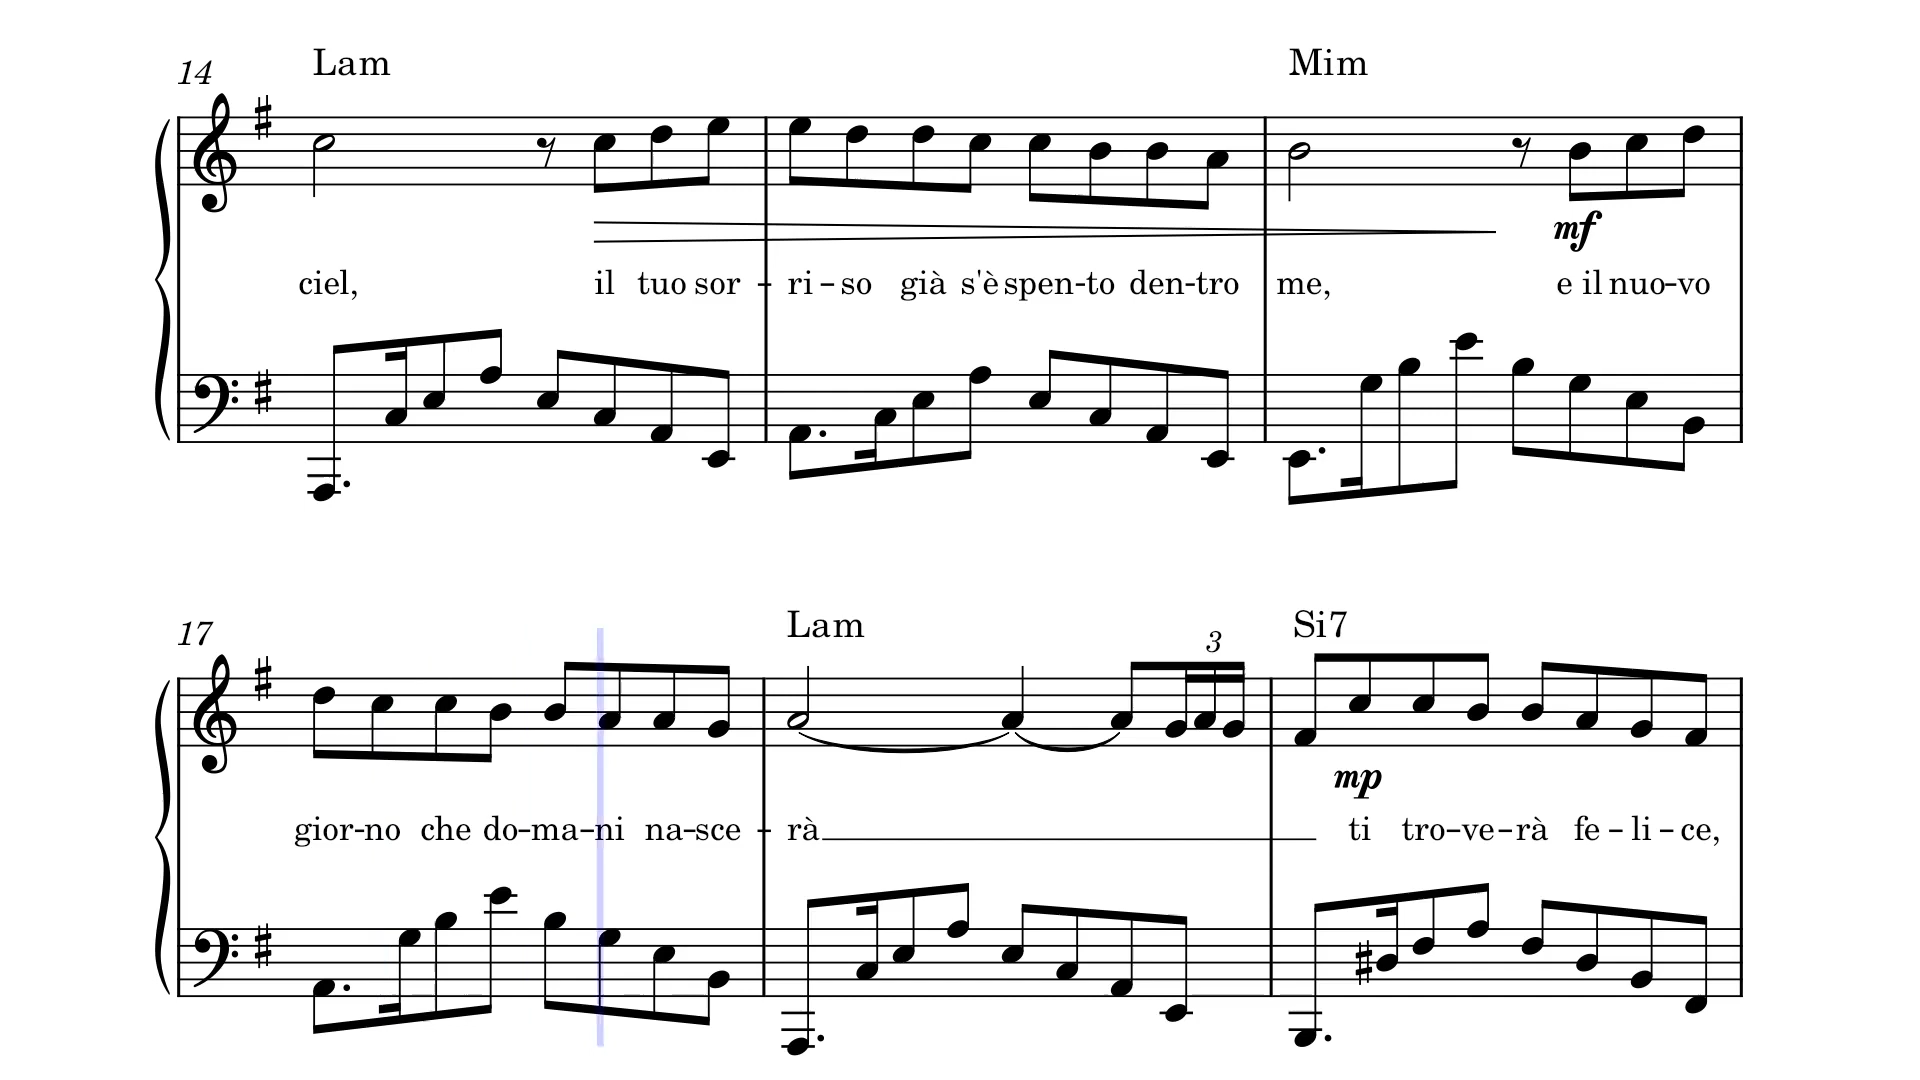 14 Lam Mim
mf
ciel, il tuo sor - ri - so già s'è spen-to den-tro me, e il nuo-vo
17 Lam 3 Si7
mp
gior-no che do-ma-ni na-sce - rà ti tro-ve-rà fe-li-ce,